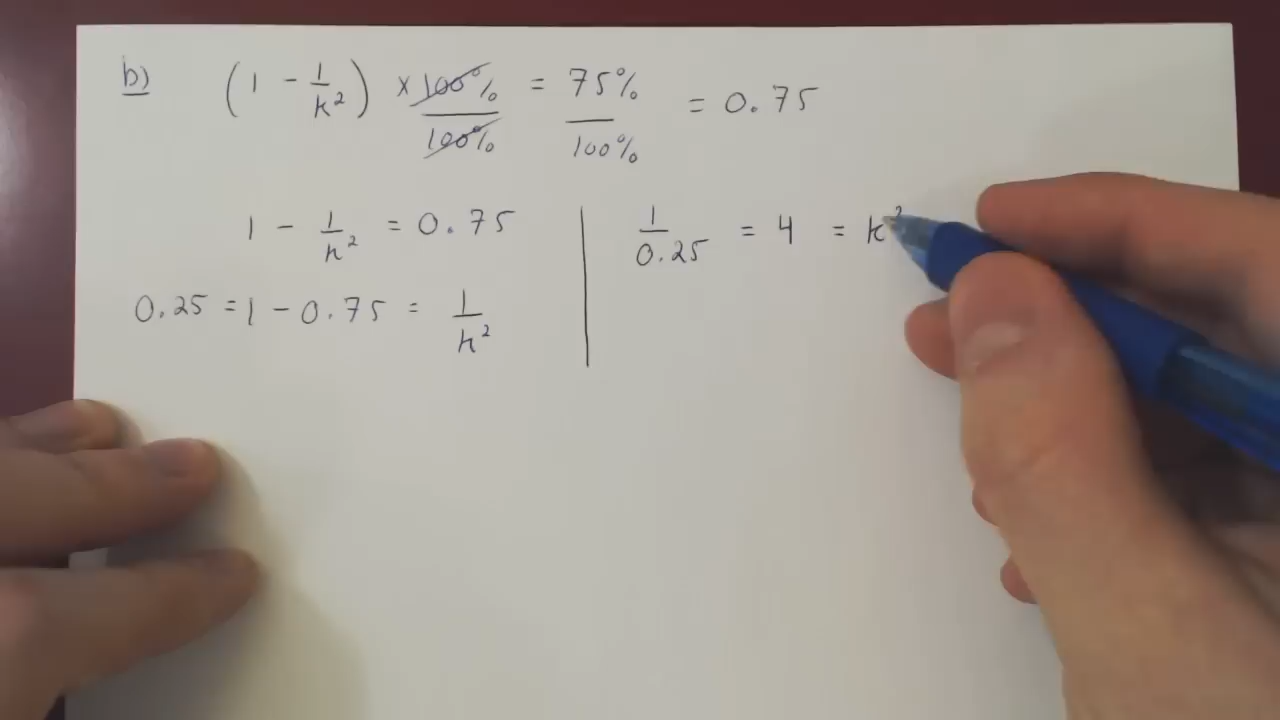 b) (1 - 1/k²) × 100%/100% = 75%/100% = 0.75
1 - 1/k² = 0.75
0.25 = 1 - 0.75 = 1/k²
1/0.25 = 4 = k²